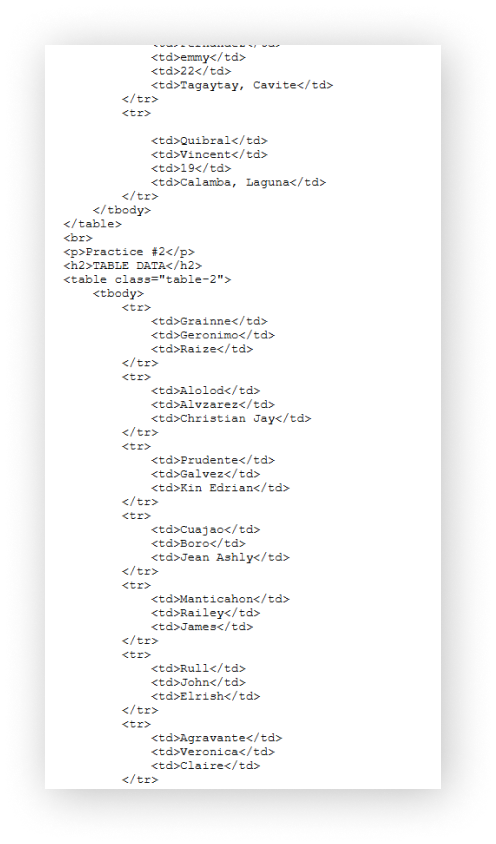 <td>emmy</td>
<td>22</td>
<td>Tagaytay, Cavite</td>
</tr>
<tr>
<td>Quibral</td>
<td>Vincent</td>
<td>19</td>
<td>Calamba, Laguna</td>
</tr>
</tbody>
</table>
<br>
<p>Practice #2</p>
<h2>TABLE DATA</h2>
<table class="table-2">
<tbody>
<tr>
<td>Grainne</td>
<td>Geronimo</td>
<td>Raize</td>
</tr>
<tr>
<td>Alolod</td>
<td>Alvzarez</td>
<td>Christian Jay</td>
</tr>
<tr>
<td>Prudente</td>
<td>Galvez</td>
<td>Kin Edrian</td>
</tr>
<tr>
<td>Cuajao</td>
<td>Boro</td>
<td>Jean Ashly</td>
</tr>
<tr>
<td>Manticahon</td>
<td>Railey</td>
<td>James</td>
</tr>
<tr>
<td>Rull</td>
<td>John</td>
<td>Elrish</td>
</tr>
<tr>
<td>Agravante</td>
<td>Veronica</td>
<td>Claire</td>
</tr>